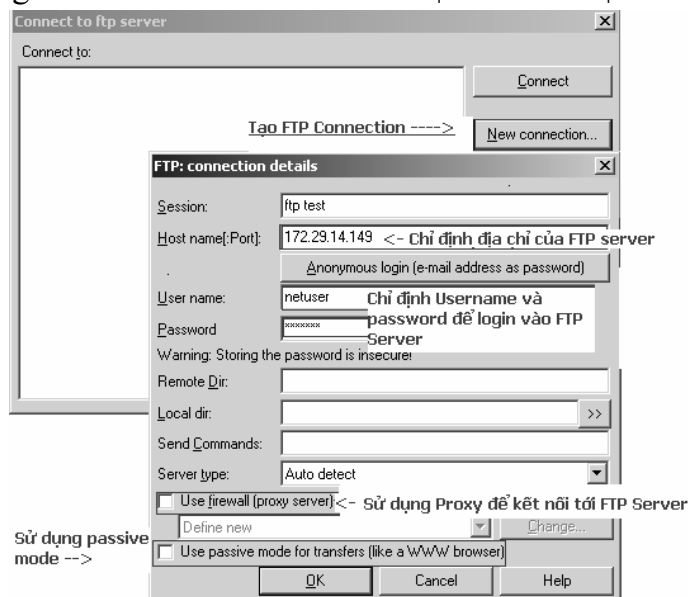 Connect to ftp server
Connect to:
Connect
Tạo FTP Connection ---->
New connection...
FTP: connection details
Session:
ftp test
Host name[:Port]:
172.29.14.149
<- Chỉ định địa chỉ của FTP server
Anonymous login (e-mail address as password)
User name:
netuser
Chỉ định Username và
password để login vào FTP
Server
Password
xxxxxxx
Warning: Storing the password is insecure!
Remote Dir:
Local dir:
>>
Send Commands:
Server type:
Auto detect
Use firewall (proxy server)
<- Sử dụng Proxy để kết nối tới FTP Server
Define new
Change...
Sử dụng passive
mode -->
Use passive mode for transfers (like a WWW browser)
OK
Cancel
Help